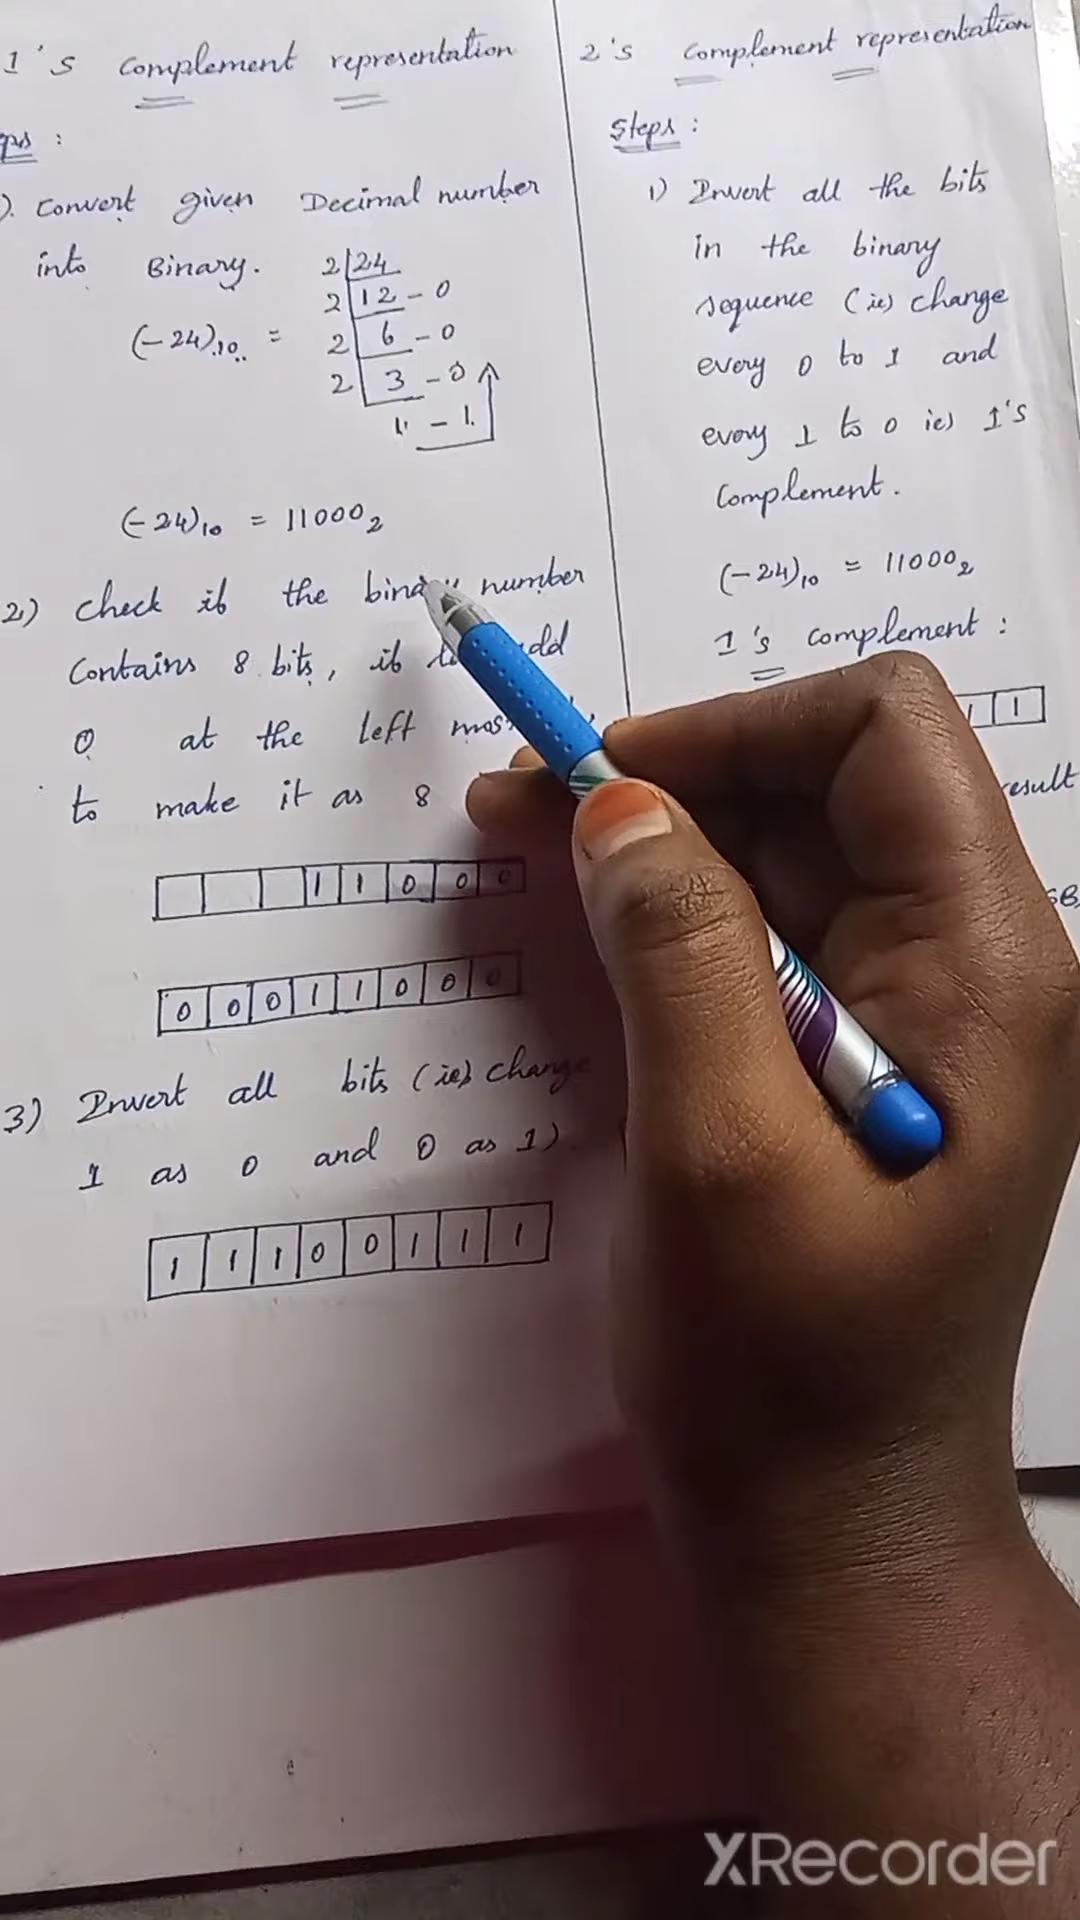 1's complement representation
:
). Convert given Decimal number
into Binary.
2 24
2 12 - 0
(-24)10 = 2 6 - 0
2 3 - 0
1 - 1
(-24)10 = 110002
2) Check if the binary number
Contains 8 bits, if add
0 at the left
to make it as 8
1 1 0 0 0
0 0 0 1 1 0 0 0
3) Invert all bits (ie) change
1 as 0 and 0 as 1)
1 1 1 0 0 1 1 1
2's complement representation
Steps :
1) Invert all the bits
in the binary
sequence (ie) change
every 0 to 1 and
every 1 to 0 ie) 1's
Complement.
(-24)10 = 110002
1's complement :
1 1
XRecorder